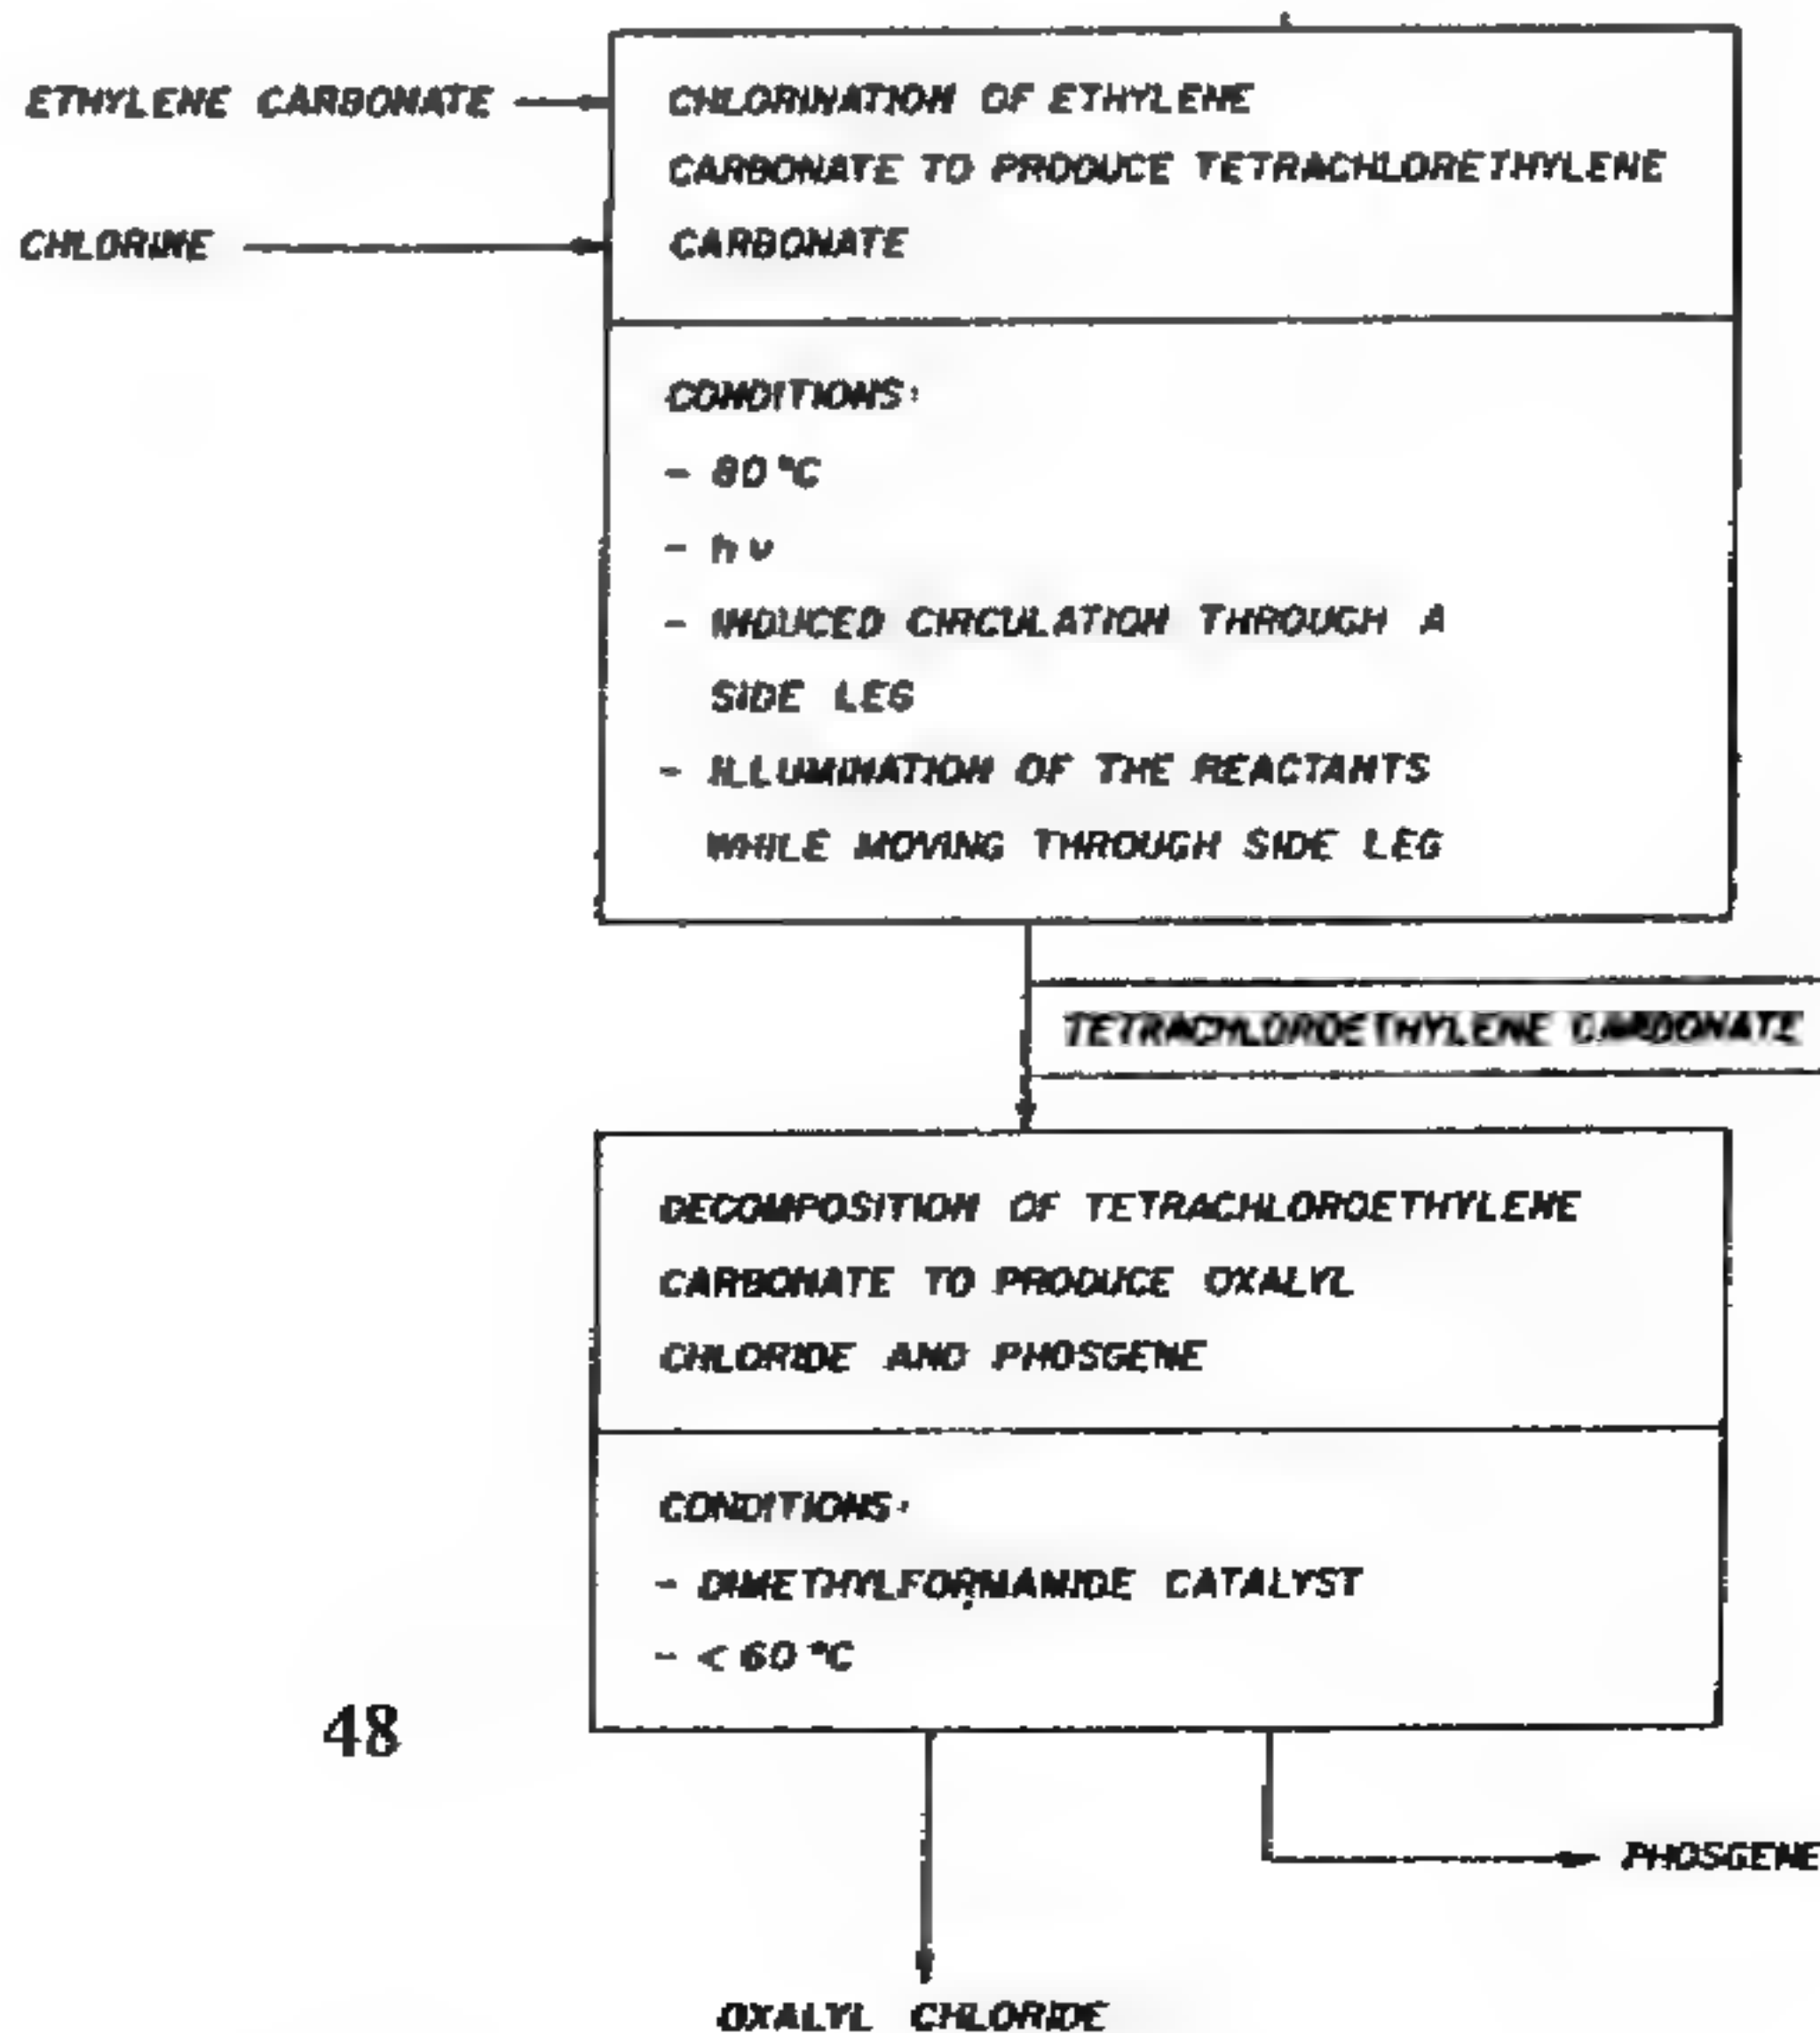 ETHYLENE CARBONATE
CHLORINE
CHLORINATION OF ETHYLENE
CARBONATE TO PRODUCE TETRACHLORETHYLENE
CARBONATE
CONDITIONS:
- 80°C
- hν
- INDUCED CIRCULATION THROUGH A
SIDE LEG
- ILLUMINATION OF THE REACTANTS
WHILE MOVING THROUGH SIDE LEG
TETRACHLOROETHYLENE CARBONATE
DECOMPOSITION OF TETRACHLOROETHYLENE
CARBONATE TO PRODUCE OXALYL
CHLORIDE AND PHOSGENE
CONDITIONS:
- DIMETHYLFORMAMIDE CATALYST
- < 60°C
48
PHOSGENE
OXALYL CHLORIDE